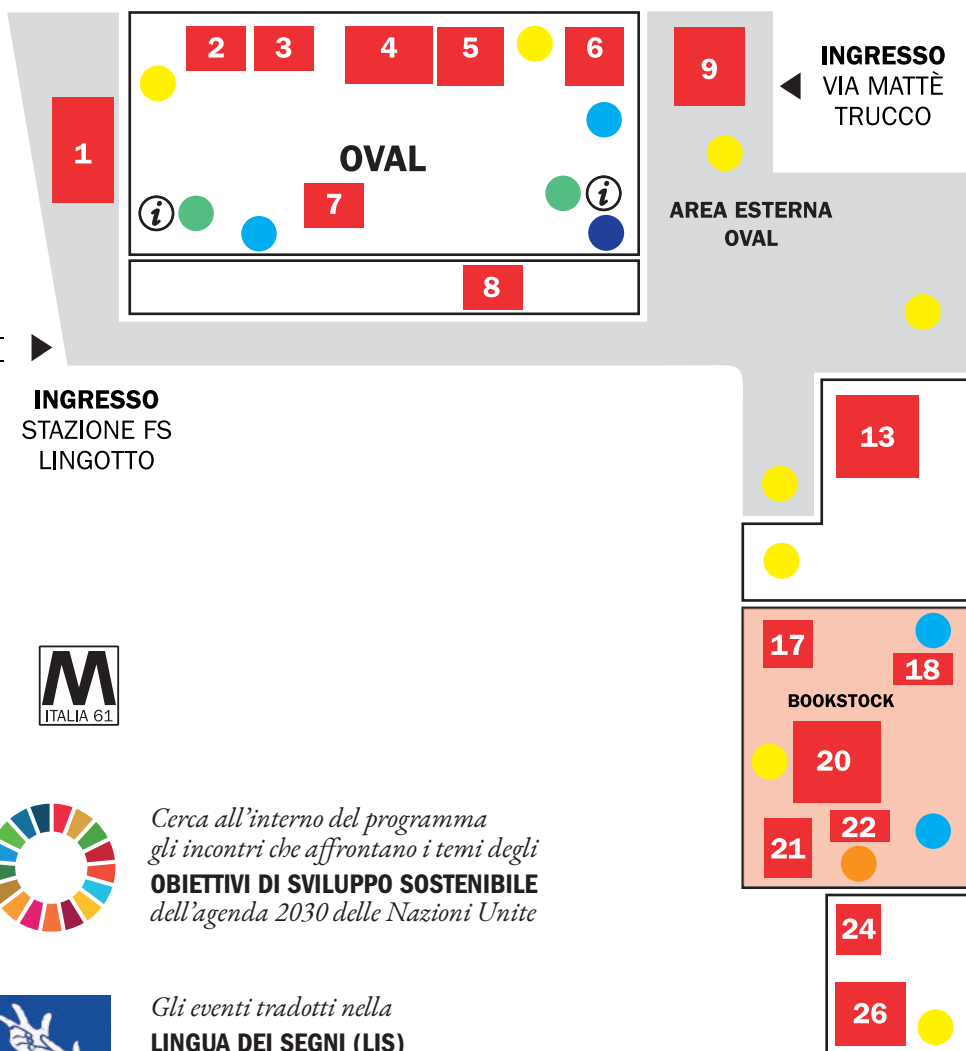 2
3
4
5
6
9
INGRESSO
VIA MATTÈ
TRUCCO
1
OVAL
i
7
i
AREA ESTERNA
OVAL
8
INGRESSO
STAZIONE FS
LINGOTTO
13
17
18
BOOKSTOCK
20
22
21
M
ITALIA 61
Cerca all'interno del programma
gli incontri che affrontano i temi degli
OBIETTIVI DI SVILUPPO SOSTENIBILE
dell'agenda 2030 delle Nazioni Unite
24
26
Gli eventi tradotti nella
LINGUA DEI SEGNI (LIS)